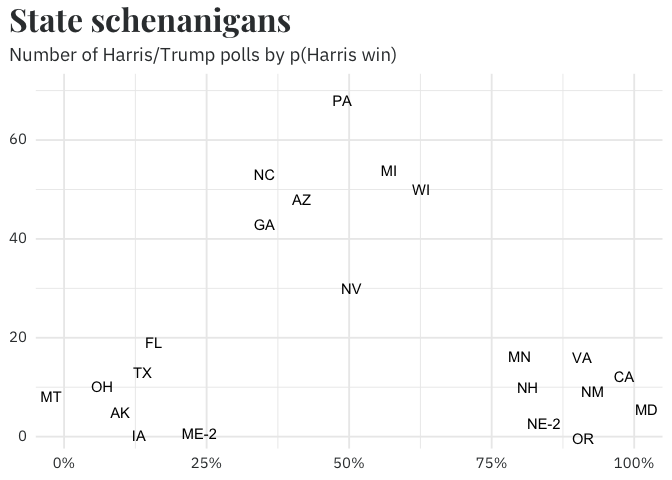 State schenanigans
Number of Harris/Trump polls by p(Harris win)
PA
60
NC
MI
WI
AZ
GA
40
NV
20
FL
MN
VA
TX
CA
OH
NH
NM
MT
AK
MD
NE-2
0
IA
ME-2
OR
0%
25%
50%
75%
100%